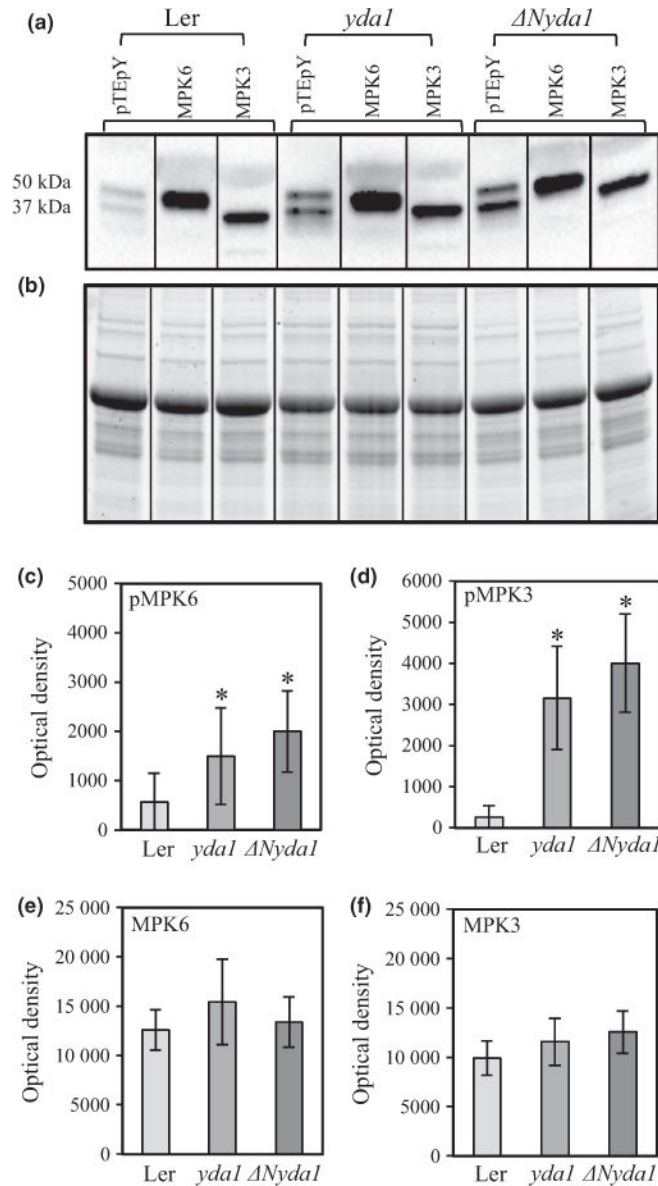 (a)
Ler yda1 ΔNyda1
pTEpY MPK6 MPK3 pTEpY MPK6 MPK3 pTEpY MPK6 MPK3
50 kDa
37 kDa
(b)
(c)
pMPK6
Optical density
5000
4000
3000
2000
1000
0
* *
Ler yda1 ΔNyda1
(d)
pMPK3
Optical density
6000
5000
4000
3000
2000
1000
0
* *
Ler yda1 ΔNyda1
(e)
MPK6
Optical density
25 000
20 000
15 000
10 000
5000
0
Ler yda1 ΔNyda1
(f)
MPK3
Optical density
25 000
20 000
15 000
10 000
5000
0
Ler yda1 ΔNyda1